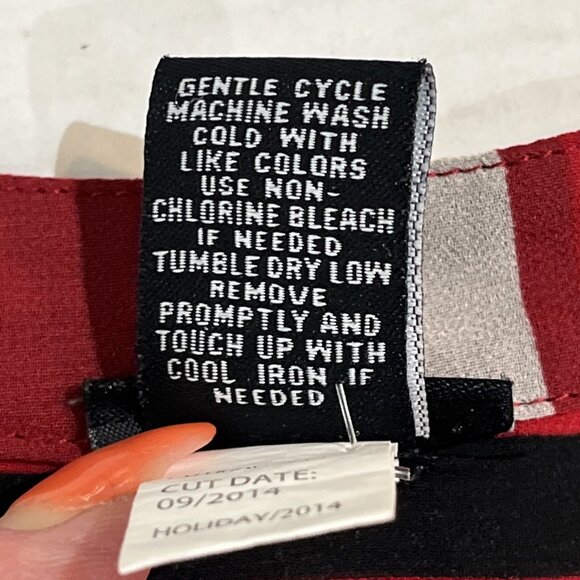 GENTLE CYCLE
MACHINE WASH
COLD WITH
LIKE COLORS
USE NON-
CHLORINE BLEACH
IF NEEDED
TUMBLE DRY LOW
REMOVE
PROMPTLY AND
TOUCH UP WITH
COOL IRON IF
NEEDED
CUT DATE:
09/2014
HOLIDAY/2014